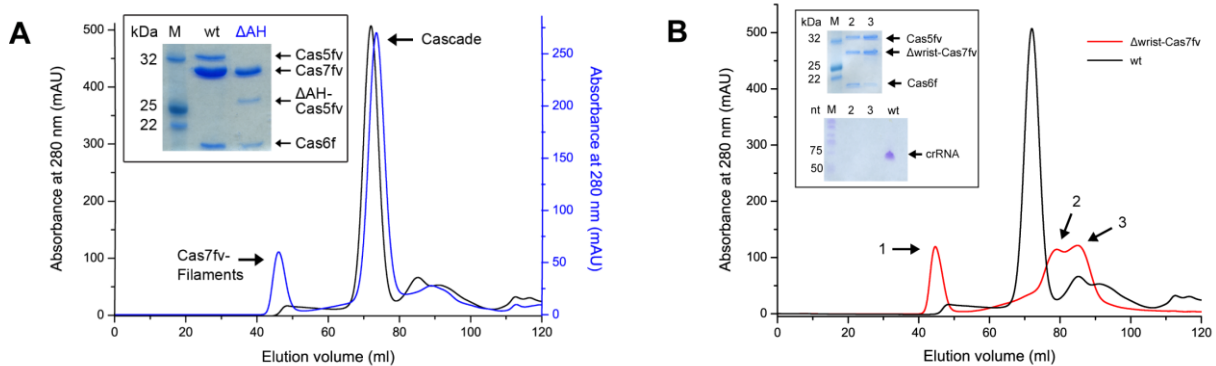 A
kDa M wt ΔAH
32
25
22
Cas5fv
Cas7fv
ΔAH-
Cas5fv
Cas6f
Cascade
Cas7fv-
Filaments
Absorbance at 280 nm (mAU)
500
400
300
200
100
0
Absorbance at 280 nm (mAU)
250
200
150
100
50
0
0 20 40 60 80 100 120
Elution volume (ml)
B
kDa
M 2 3
32
25
22
Cas5fv
Δwrist-Cas7fv
Cas6f
nt M 2 3 wt
75
50
crRNA
Δwrist-Cas7fv
wt
1
2
3
Absorbance at 280 nm (mAU)
500
400
300
200
100
0
0 20 40 60 80 100 120
Elution volume (ml)